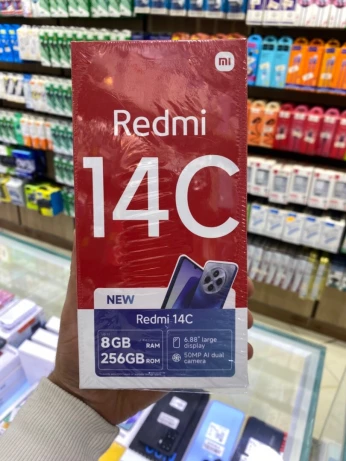 mi
Redmi
14C
NEW
Redmi 14C
8GB RAM
256GB ROM
6.88" large
display
50MP AI dual
camera